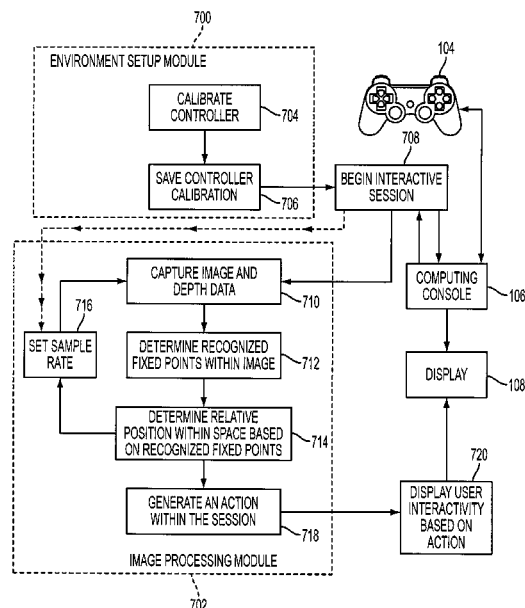 700
ENVIRONMENT SETUP MODULE
CALIBRATE
CONTROLLER
704
SAVE CONTROLLER
CALIBRATION
706
104
708
BEGIN INTERACTIVE
SESSION
CAPTURE IMAGE AND
DEPTH DATA
710
716
SET SAMPLE
RATE
DETERMINE RECOGNIZED
FIXED POINTS WITHIN IMAGE
712
DETERMINE RELATIVE
POSITION WITHIN SPACE BASED
ON RECOGNIZED FIXED POINTS
714
GENERATE AN ACTION
WITHIN THE SESSION
718
IMAGE PROCESSING MODULE
702
COMPUTING
CONSOLE
106
DISPLAY
108
720
DISPLAY USER
INTERACTIVITY
BASED ON
ACTION